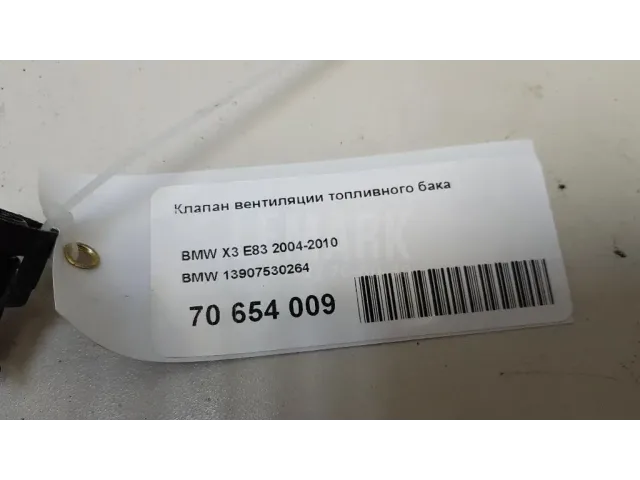 Клапан вентиляции топливного бака
BMW X3 E83 2004-2010
BMW 13907530264
70 654 009